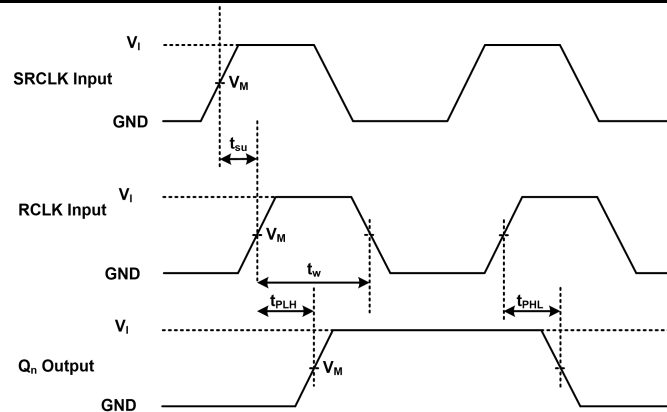 V_I
SRCLK Input
V_M
GND
t_su
V_I
RCLK Input
V_M
GND
t_w
t_PLH
t_PHL
V_I
Q_n Output
V_M
GND